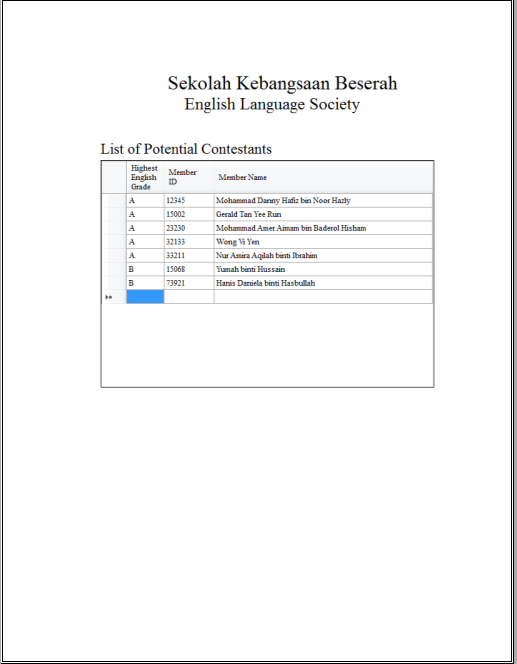 Sekolah Kebangsaan Beserah
English Language Society
List of Potential Contestants
Highest English Grade Member ID Member Name
A 12345 Mohammad Danny Hafiz bin Noor Hazly
A 15002 Gerald Tan Yee Run
A 23230 Mohammad Amer Aimam bin Baderol Hisham
A 32133 Wong Vi Yen
A 33211 Nur Amira Aqilah binti Ibrahim
B 15068 Yumah binti Hussain
B 73921 Hanis Daniela binti Hasbullah